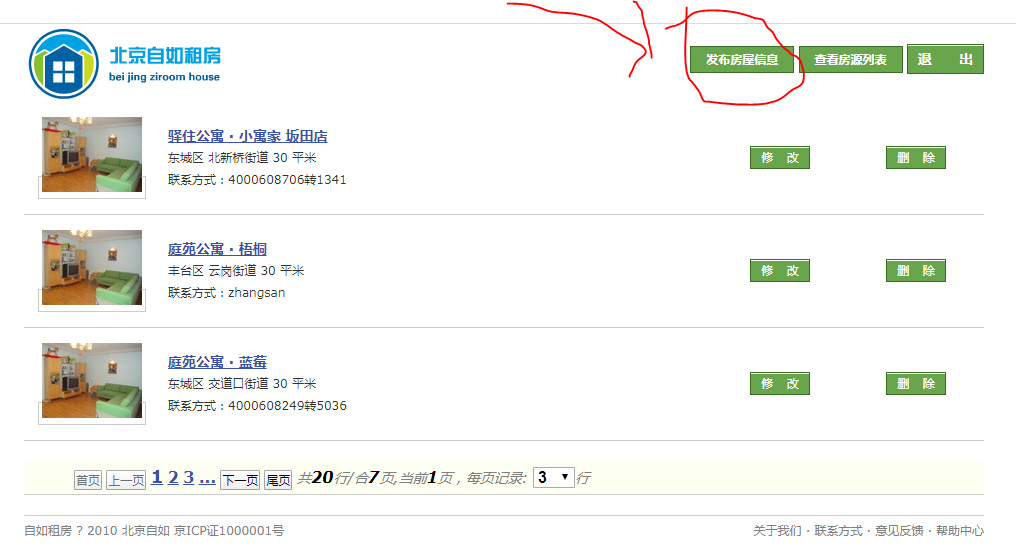 北京自如租房
bei jing ziroom house
发布房屋信息 查看房源列表 退 出
驿住公寓・小寓家 坂田店
东城区 北新桥街道 30 平米
联系方式：4000608706转1341
修 改 删 除
庭苑公寓・梧桐
丰台区 云岗街道 30 平米
联系方式：zhangsan
修 改 删 除
庭苑公寓・蓝莓
东城区 交道口街道 30 平米
联系方式：4000608249转5036
修 改 删 除
首页 上一页 1 2 3 ... 下一页 尾页 共20行/合7页,当前1页，每页记录: 3 行
自如租房 ? 2010 北京自如 京ICP证1000001号 关于我们・联系方式・意见反馈・帮助中心